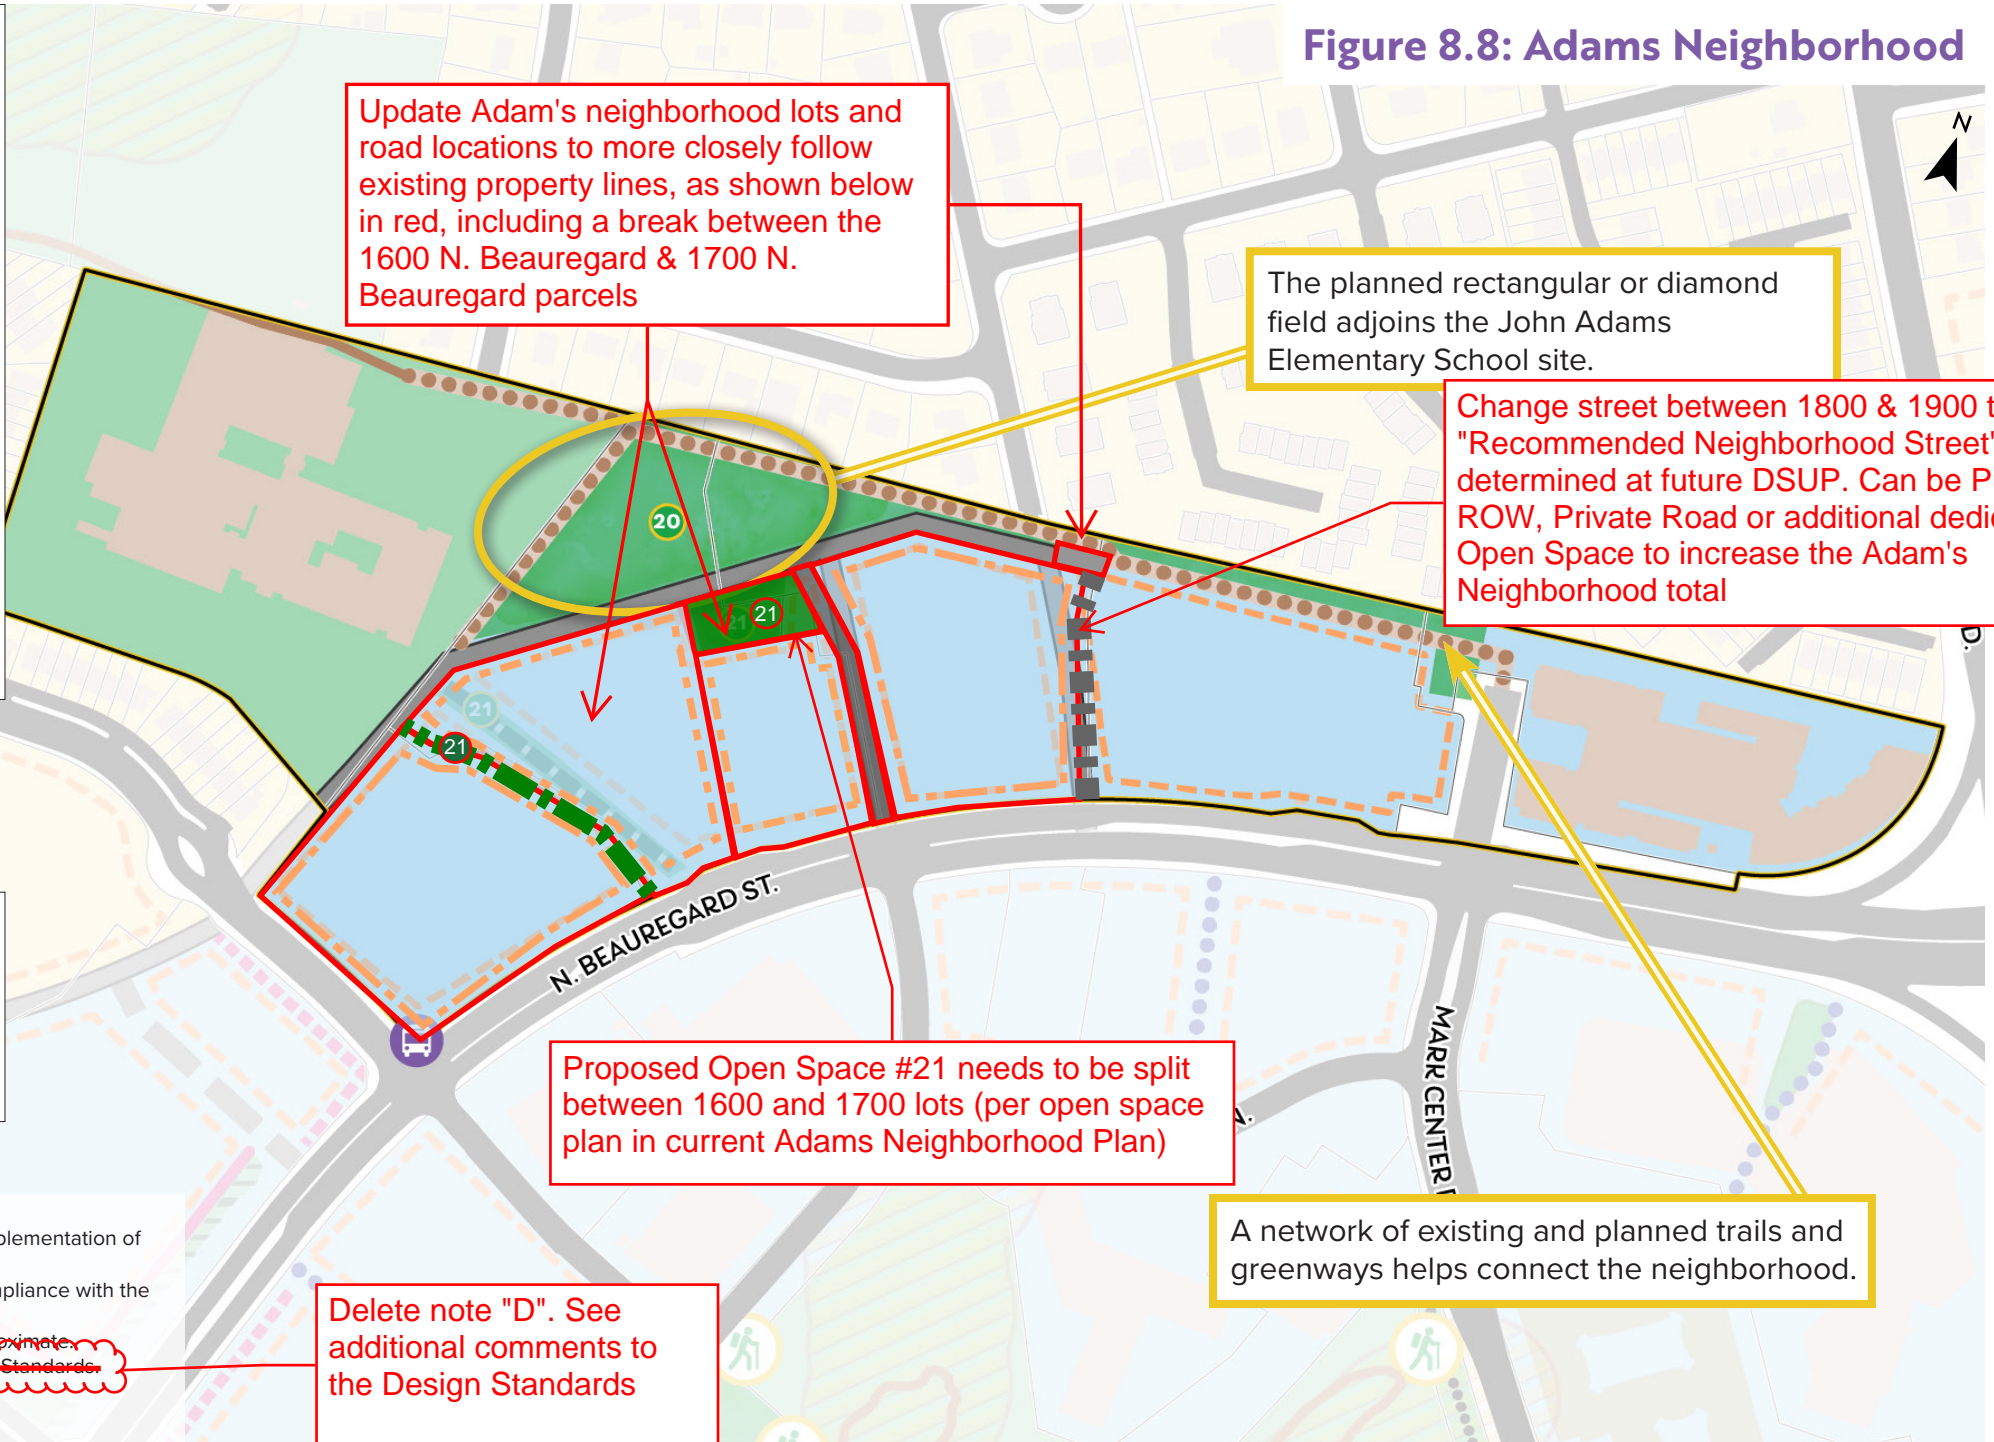 Figure 8.8: Adams Neighborhood
N
Update Adam's neighborhood lots and
road locations to more closely follow
existing property lines, as shown below
in red, including a break between the
1600 N. Beauregard & 1700 N.
Beauregard parcels
The planned rectangular or diamond
field adjoins the John Adams
Elementary School site.
Change street between 1800 & 1900 t
"Recommended Neighborhood Street"
determined at future DSUP. Can be P
ROW, Private Road or additional dedi
Open Space to increase the Adam's
Neighborhood total
20
21
21
D.
21
21
N. BEAUREGARD ST.
MARK CENTER
Proposed Open Space #21 needs to be split
between 1600 and 1700 lots (per open space
plan in current Adams Neighborhood Plan)
A network of existing and planned trails and
greenways helps connect the neighborhood.
plementation of
pliance with the
oximate.
Standards.
Delete note "D". See
additional comments to
the Design Standards